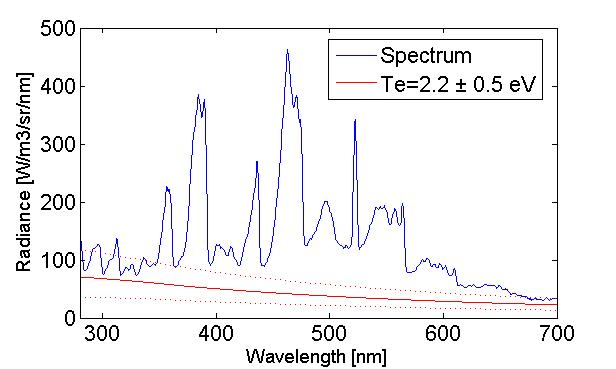 500
400
300
200
100
0
Radiance [W/m3/sr/nm]
Spectrum
Te=2.2 ± 0.5 eV
300
400
500
600
700
Wavelength [nm]